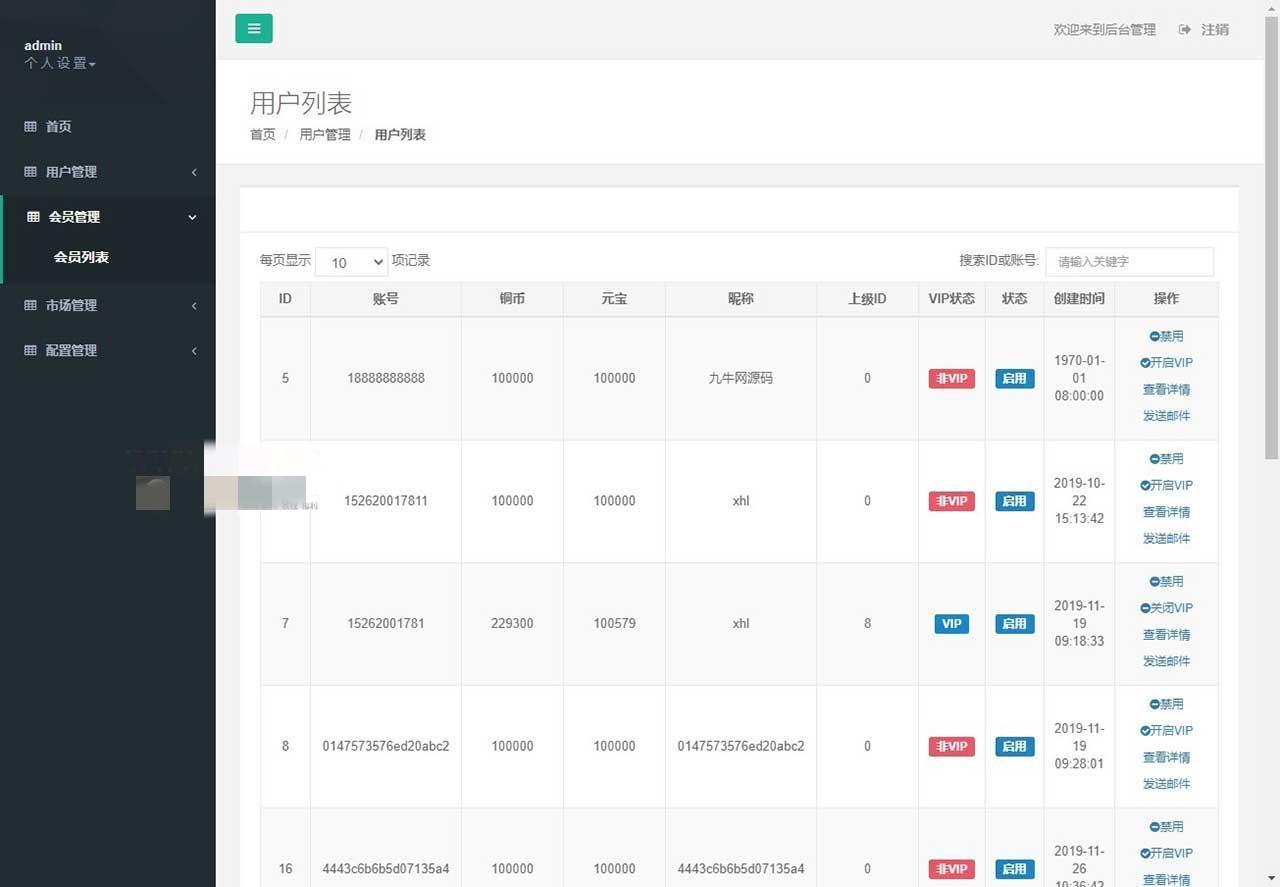 admin
个人设置
首页
用户管理
会员管理
会员列表
市场管理
配置管理
欢迎来到后台管理 注销
用户列表
首页 / 用户管理 / 用户列表
每页显示 10 项记录 搜索ID或账号: 请输入关键字
ID 账号 铜币 元宝 昵称 上级ID VIP状态 状态 创建时间 操作
5 18888888888 100000 100000 九牛网源码 0 非VIP 启用 1970-01-01 08:00:00 禁用 开启VIP 查看详情 发送邮件
152620017811 100000 100000 xhl 0 非VIP 启用 2019-10-22 15:13:42 禁用 开启VIP 查看详情 发送邮件
7 15262001781 229300 100579 xhl 8 VIP 启用 2019-11-19 09:18:33 禁用 关闭VIP 查看详情 发送邮件
8 0147573576ed20abc2 100000 100000 0147573576ed20abc2 0 非VIP 启用 2019-11-19 09:28:01 禁用 开启VIP 查看详情 发送邮件
16 4443c6b6b5d07135a4 100000 100000 4443c6b6b5d07135a4 0 非VIP 启用 2019-11-26 10:36:42 禁用 开启VIP 查看详情